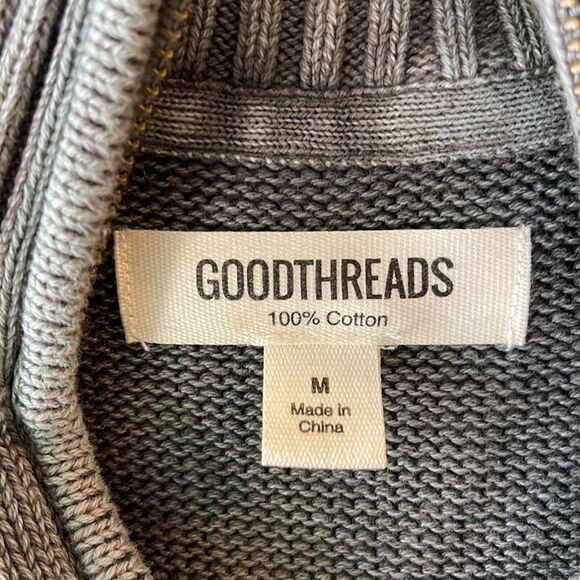 GOODTHREADS
100% Cotton
M
Made in
China